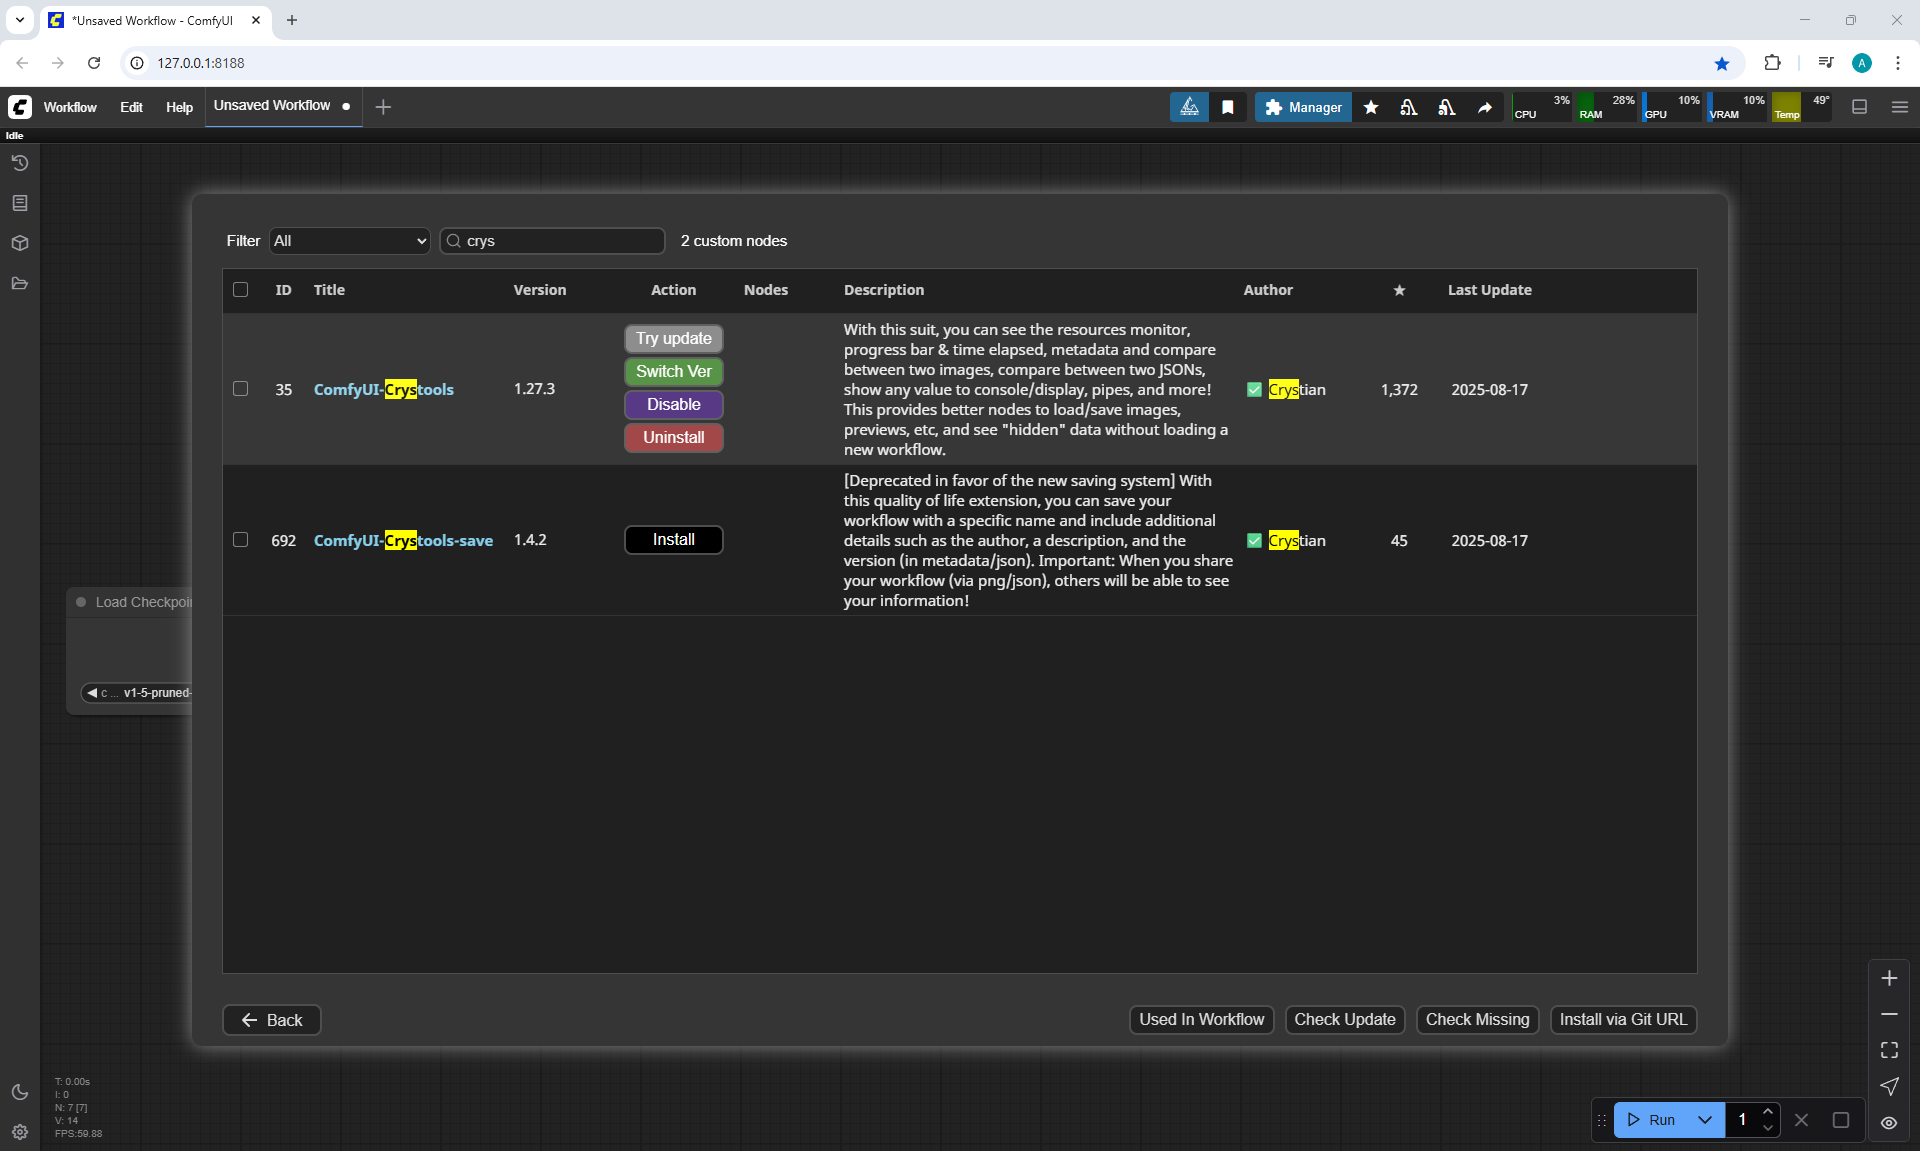 *Unsaved Workflow - ComfyUI
127.0.0.1:8188
A
Workflow Edit Help Unsaved Workflow
Manager
CPU 3% RAM 28% GPU 10% VRAM 10% Temp 49°
Idle
Filter All crys 2 custom nodes
ID Title Version Action Nodes Description Author ★ Last Update
35 ComfyUI-Crystools 1.27.3
Try update
Switch Ver
Disable
Uninstall
With this suit, you can see the resources monitor,
progress bar & time elapsed, metadata and compare
between two images, compare between two JSONs,
show any value to console/display, pipes, and more!
This provides better nodes to load/save images,
previews, etc, and see "hidden" data without loading a
new workflow.
Crystian 1,372 2025-08-17
692 ComfyUI-Crystools-save 1.4.2
Install
[Deprecated in favor of the new saving system] With
this quality of life extension, you can save your
workflow with a specific name and include additional
details such as the author, a description, and the
version (in metadata/json). Important: When you share
your workflow (via png/json), others will be able to see
your information!
Crystian 45 2025-08-17
Load Checkpoi
c ... v1-5-pruned-
Back
Used In Workflow Check Update Check Missing Install via Git URL
T: 0.00s
I: 0
N: 7 [7]
V: 14
FPS:59.88
Run 1